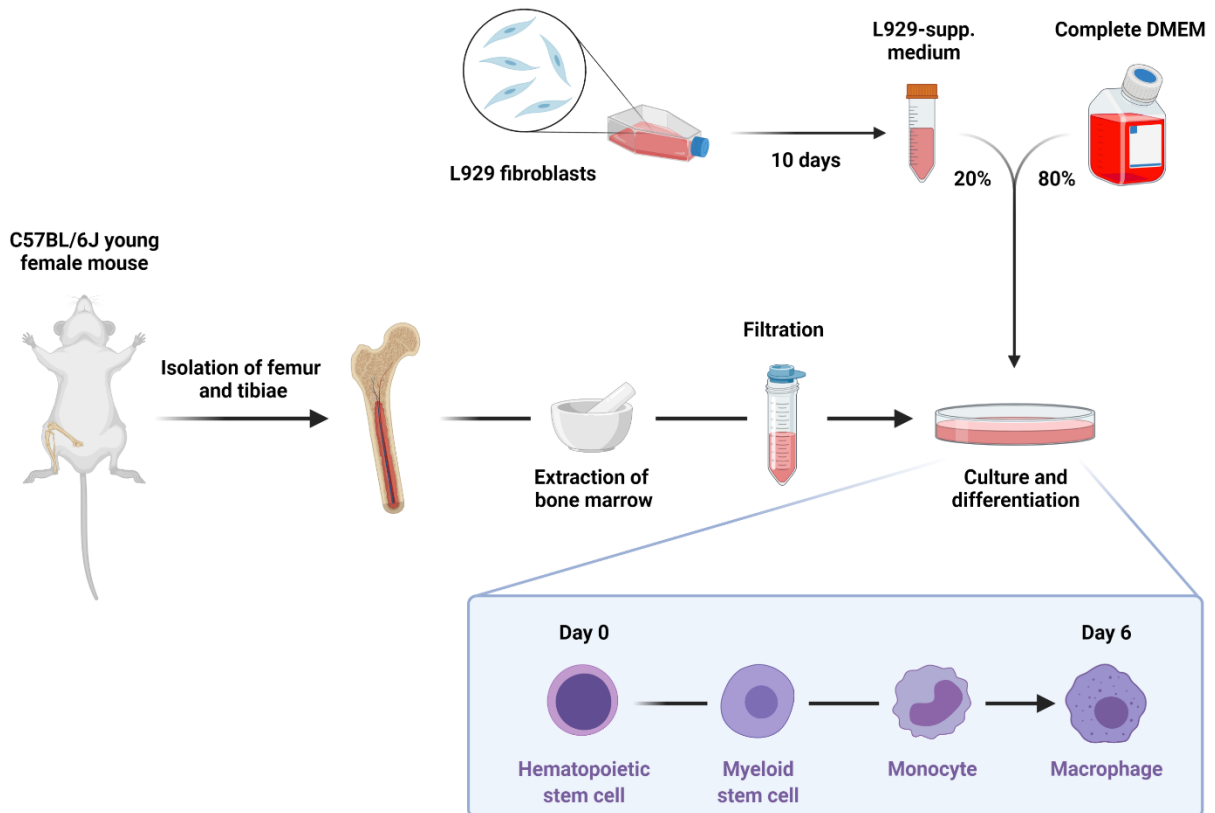 L929-supp.
medium
Complete DMEM
L929 fibroblasts
10 days
20%
80%
C57BL/6J young
female mouse
Isolation of femur
and tibiae
Extraction of
bone marrow
Filtration
Culture and
differentiation
Day 0
Day 6
Hematopoietic
stem cell
Myeloid
stem cell
Monocyte
Macrophage